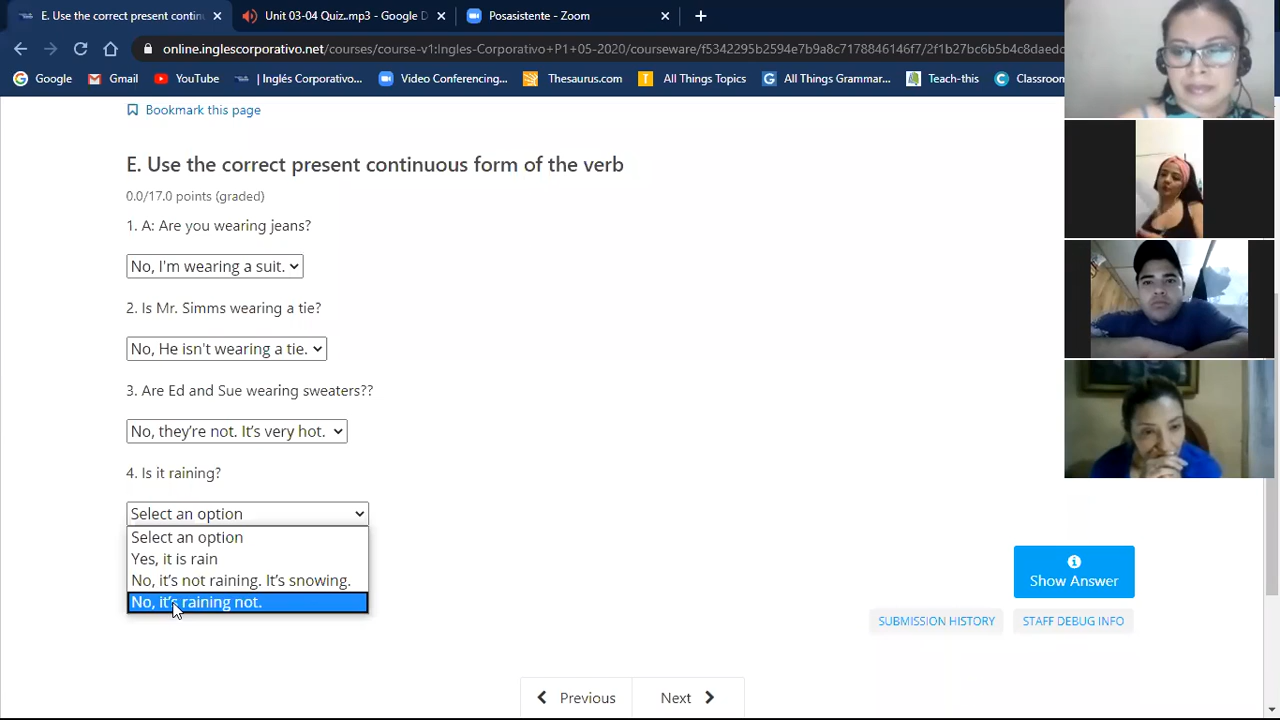 E. Use the correct present continu
Unit 03-04 Quiz..mp3 - Google D
Posasistente - Zoom
online.inglescorporativo.net/courses/course-v1:Ingles-Corporativo+P1+05-2020/courseware/f5342295b2594e7b9a8c7178846146f7/2f1b27bc6b5b4c8daedc
Google
Gmail
YouTube
| Inglés Corporativo...
Video Conferencing...
Thesaurus.com
All Things Topics
All Things Grammar...
Teach-this
Classroom
Bookmark this page
E. Use the correct present continuous form of the verb
0.0/17.0 points (graded)
1. A: Are you wearing jeans?
No, I'm wearing a suit.
2. Is Mr. Simms wearing a tie?
No, He isn't wearing a tie.
3. Are Ed and Sue wearing sweaters??
No, they're not. It's very hot.
4. Is it raining?
Select an option
Select an option
Yes, it is rain
No, it's not raining. It's snowing.
No, it's raining not.
Show Answer
SUBMISSION HISTORY
STAFF DEBUG INFO
Previous
Next